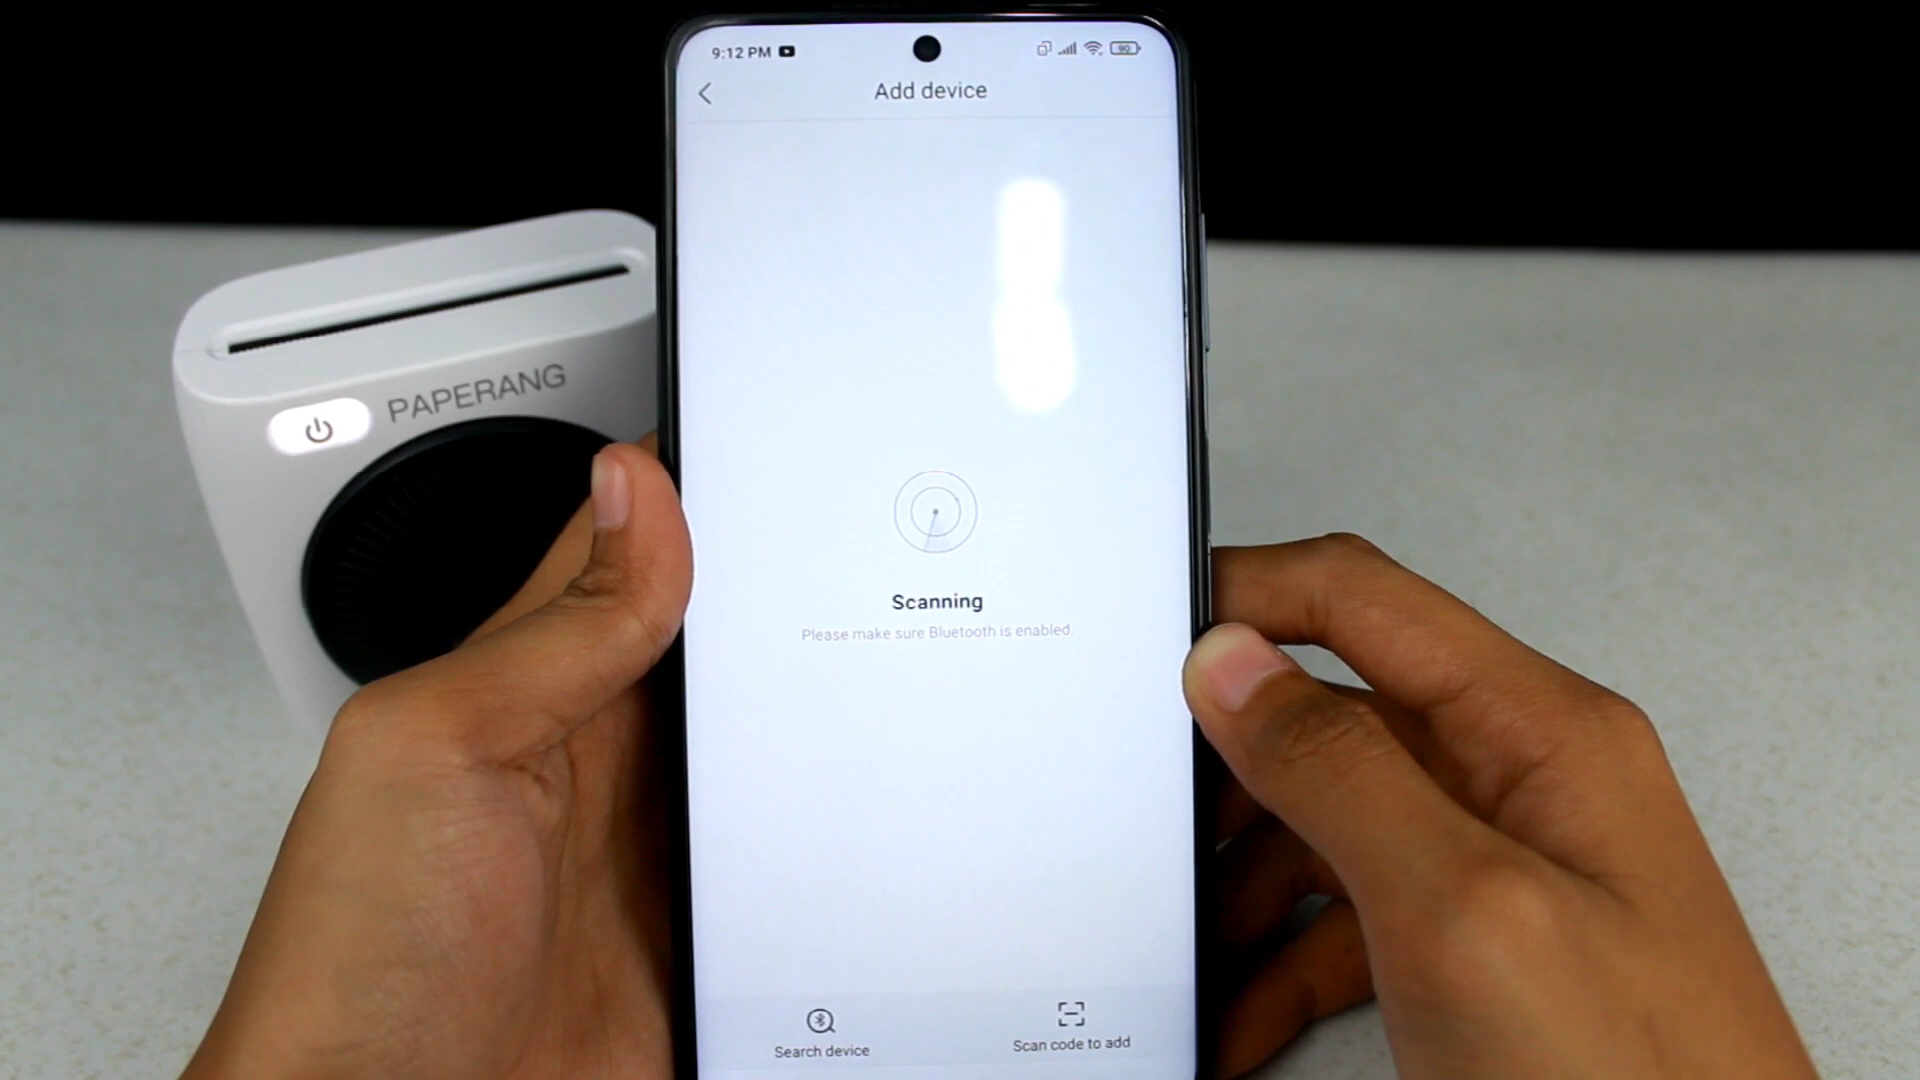 9:12 PM
90
Add device
PAPERANG
Scanning
Please make sure Bluetooth is enabled.
Search device
Scan code to add